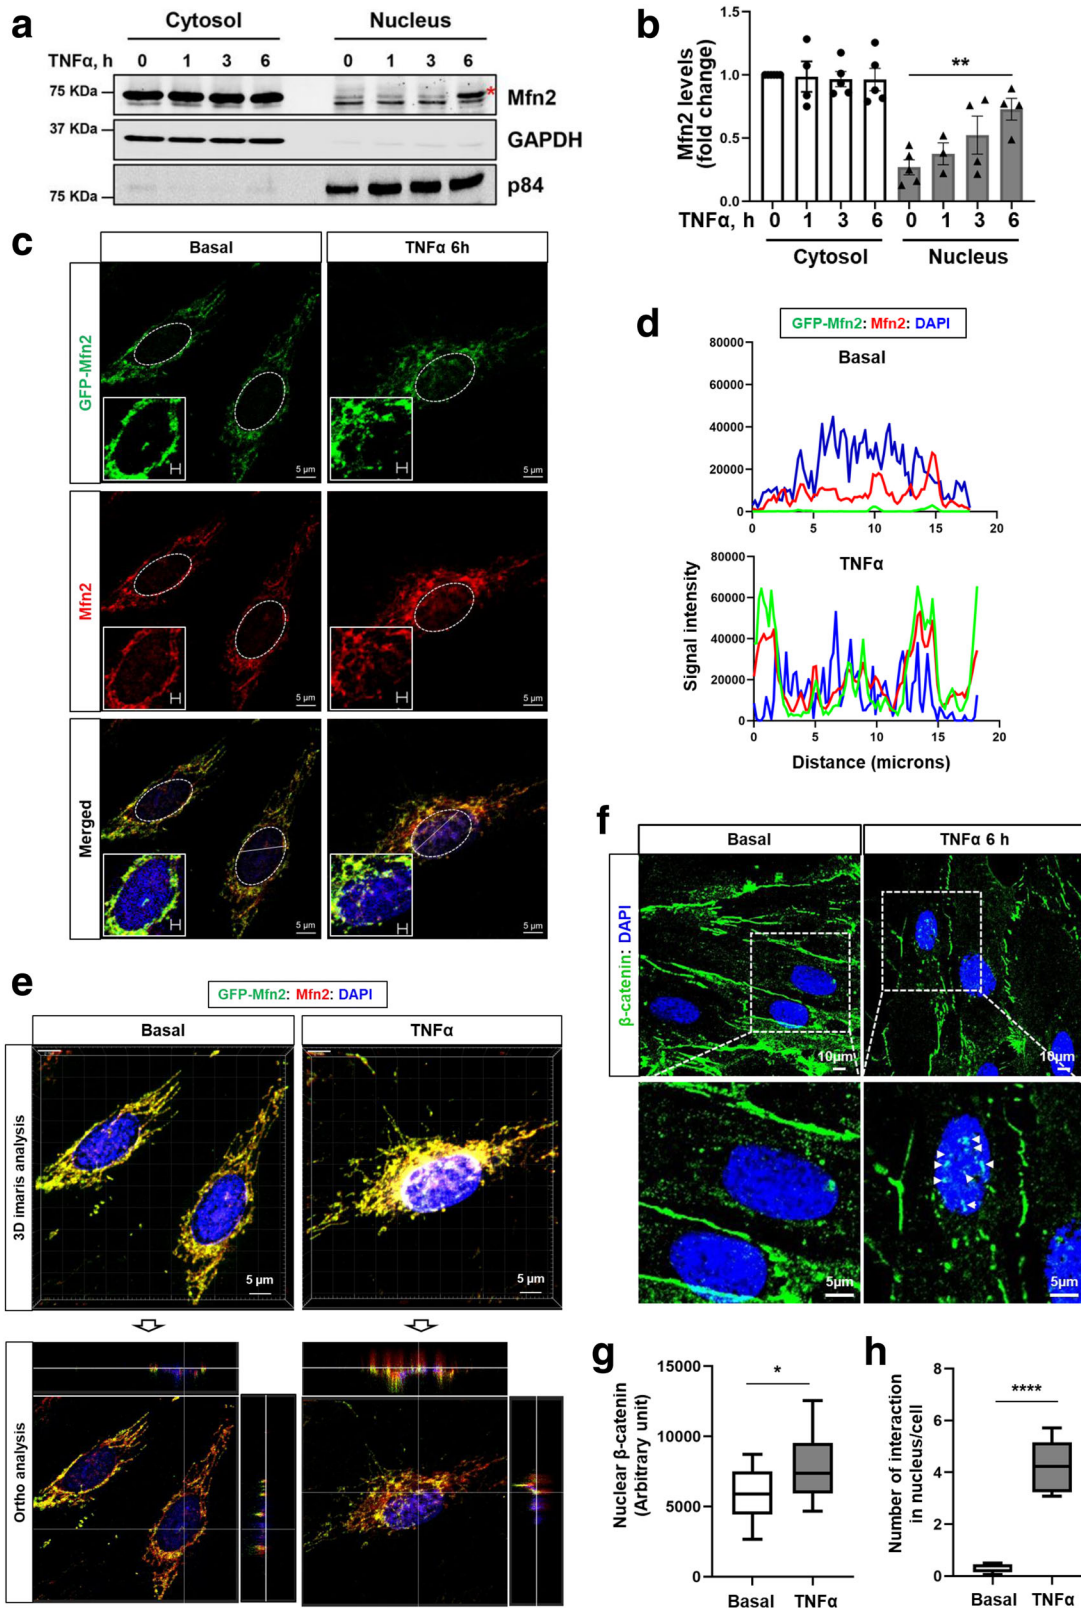 a
Cytosol Nucleus
TNFα, h 0 1 3 6 0 1 3 6
75 KDa
*
Mfn2
37 KDa
GAPDH
75 KDa
p84
b
Mfn2 levels
(fold change)
1.5
1.0
0.5
0.0
**
TNFα, h 0 1 3 6 0 1 3 6
Cytosol Nucleus
c
Basal TNFα 6h
GFP-Mfn2
5 µm 5 µm
Mfn2
5 µm 5 µm
Merged
5 µm 5 µm
d
GFP-Mfn2: Mfn2: DAPI
Basal
80000
60000
40000
20000
0
0 5 10 15 20
TNFα
80000
60000
40000
20000
0
0 5 10 15 20
Signal intensity
Distance (microns)
e
GFP-Mfn2: Mfn2: DAPI
Basal TNFα
3D imaris analysis
5 µm 5 µm
Ortho analysis
f
Basal TNFα 6 h
β-catenin: DAPI
10µm 10µm
5µm 5µm
g
Nuclear β-catenin
(Arbitrary unit)
15000
10000
5000
0
*
Basal TNFα
h
Number of interaction
in nucleus/cell
8
6
4
2
0
****
Basal TNFα